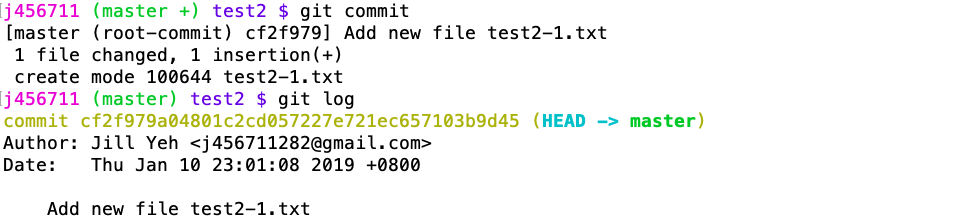 j456711 (master +) test2 $ git commit
[master (root-commit) cf2f979] Add new file test2-1.txt
 1 file changed, 1 insertion(+)
 create mode 100644 test2-1.txt
j456711 (master) test2 $ git log
commit cf2f979a04801c2cd057227e721ec657103b9d45 (HEAD -> master)
Author: Jill Yeh <j456711282@gmail.com>
Date:   Thu Jan 10 23:01:08 2019 +0800
    Add new file test2-1.txt